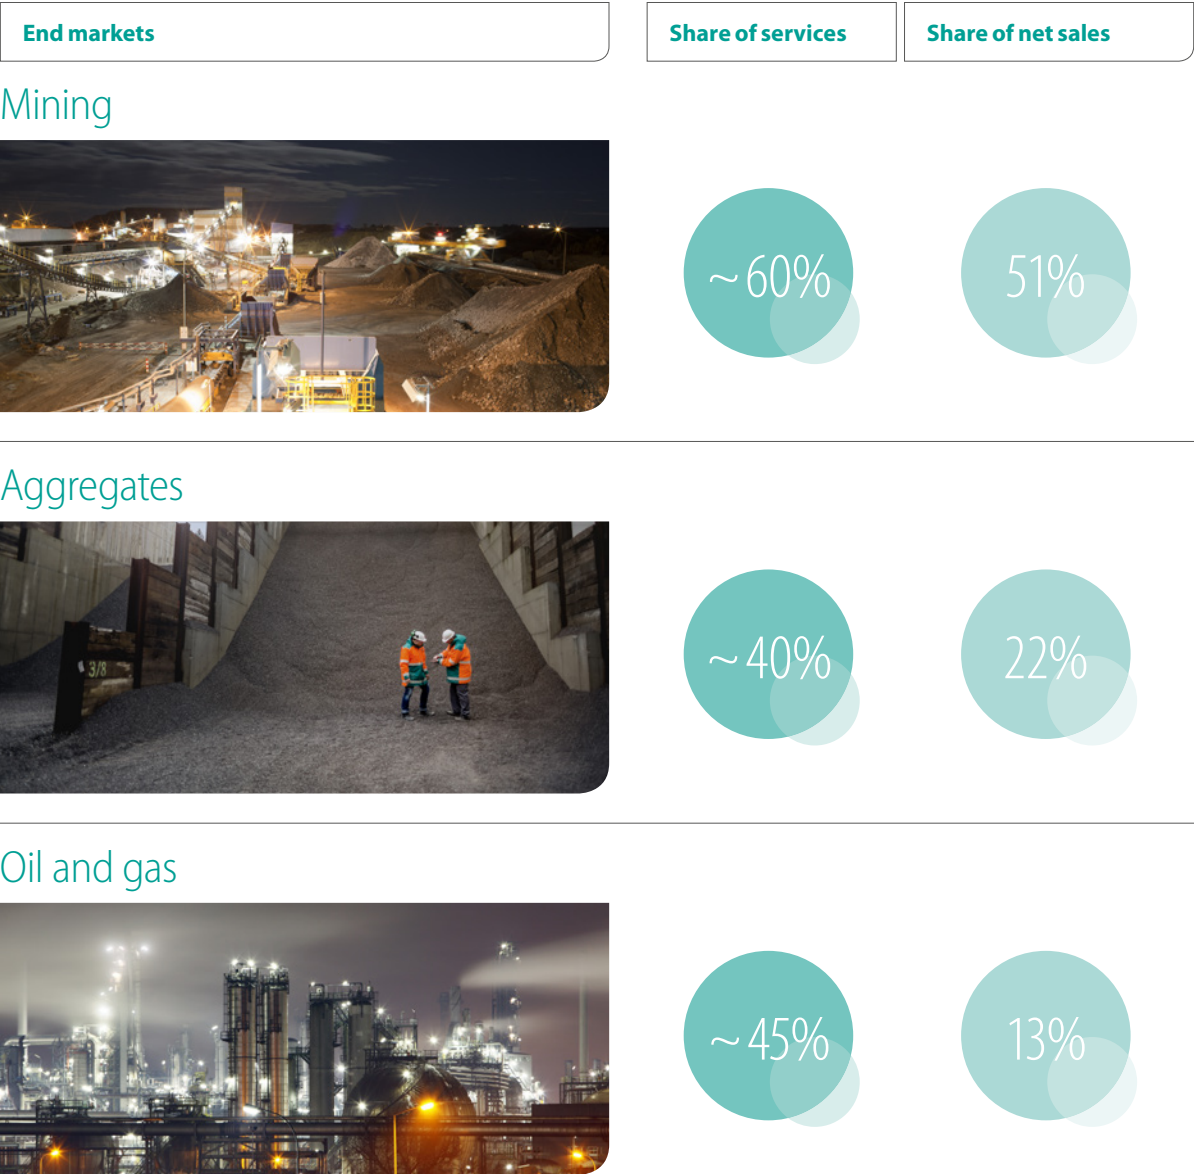 End markets
Share of services
Share of net sales
Mining
~ 60%
51%
Aggregates
3/8
~ 40%
22%
Oil and gas
~ 45%
13%